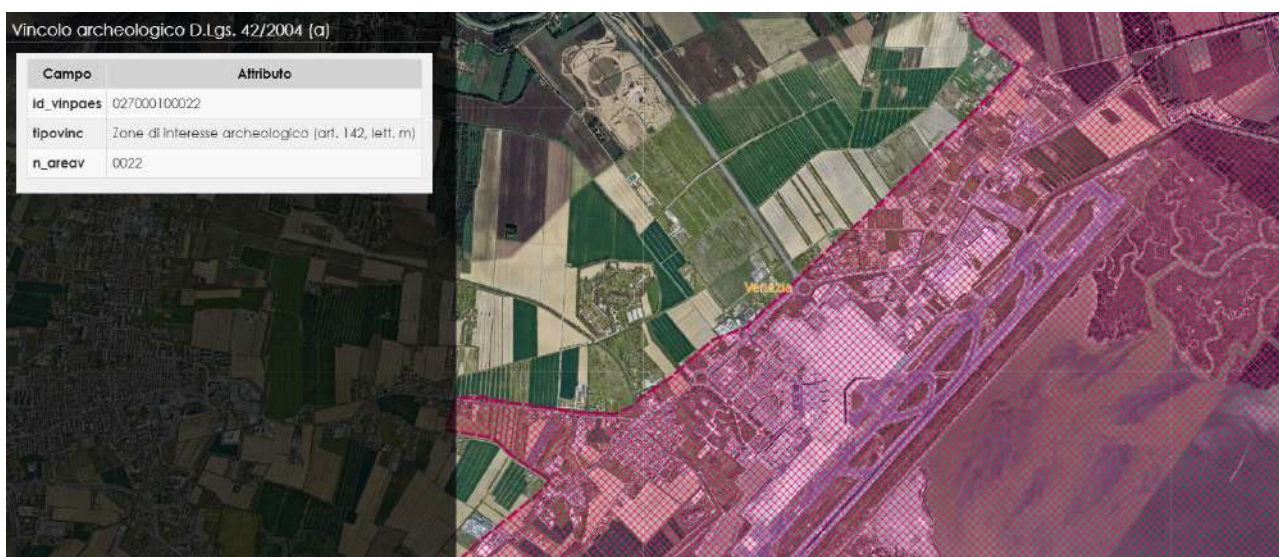 Vincolo archeologico D.Lgs. 42/2004 (a)
Campo Attributo
id_vinpaes 027000100022
tipovinc Zone di interesse archeologico (art. 142, lett. m)
n_areav 0022
Venezia